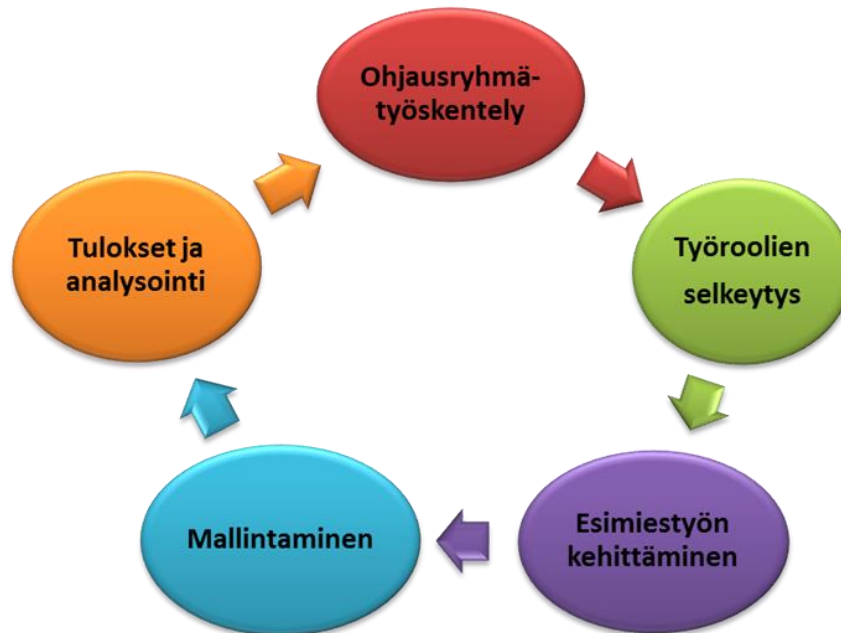 Ohjausryhmä-
työskentely
Työroolien
selkeytys
Esimiestyön
kehittäminen
Mallintaminen
Tulokset ja
analysointi